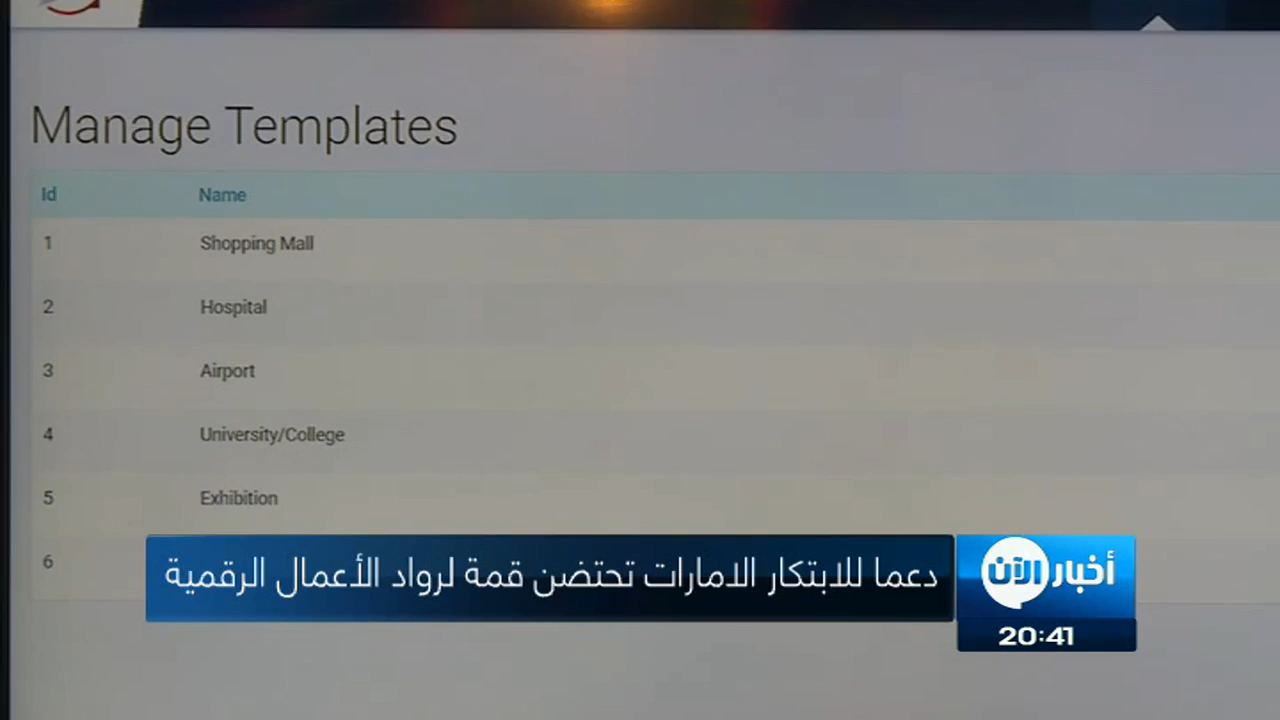 Manage Templates
Id Name
1 Shopping Mall
2 Hospital
3 Airport
4 University/College
5 Exhibition
6
دعما للابتكار الامارات تحتضن قمة لرواد الأعمال الرقمية
أخبار الآن
20:41